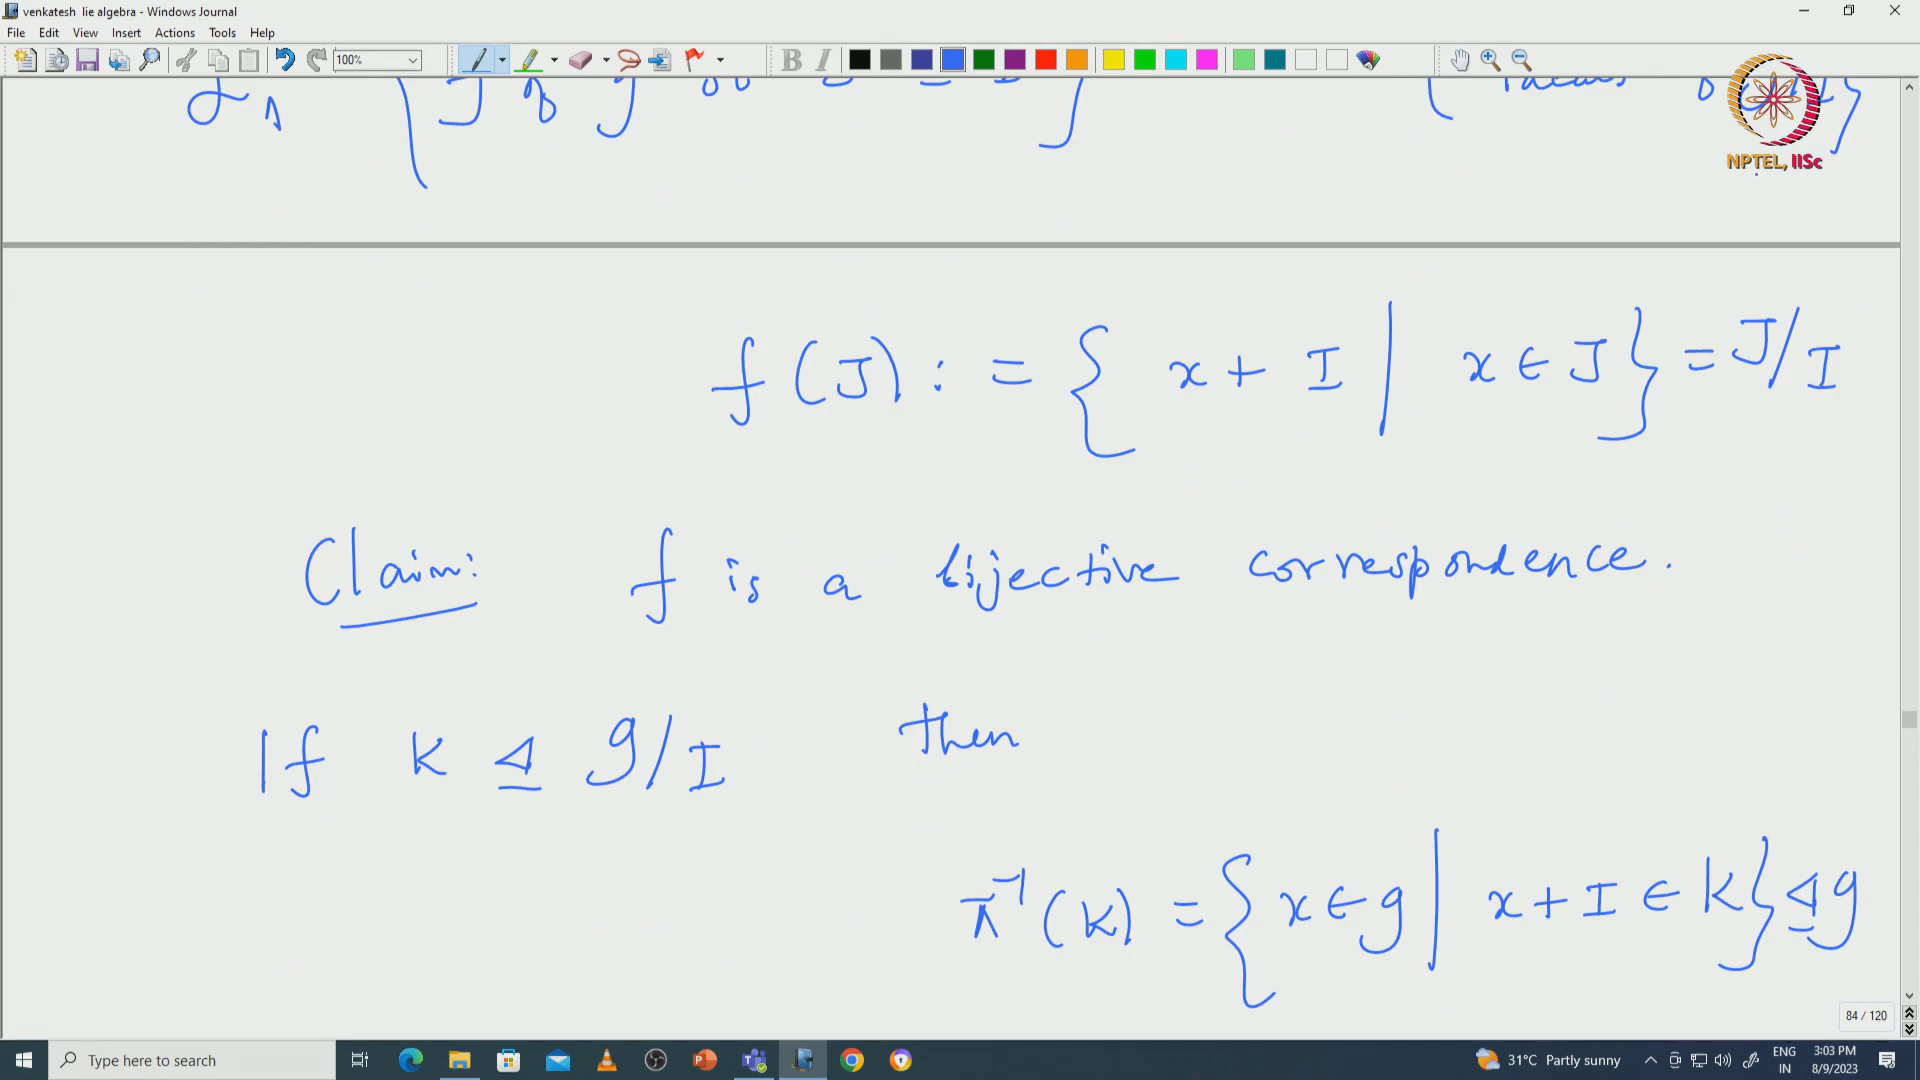 venkatesh lie algebra - Windows Journal
File Edit View Insert Actions Tools Help
100%
NPTEL, IISc
f(J) := { x + I | x ∈ J } = J/I
Claim: f is a bijective correspondence.
If K ⊴ g/I then
π⁻¹(K) = { x ∈ g | x + I ∈ K } ⊴ g
84 / 120
Type here to search
31°C Partly sunny
ENG
IN
3:03 PM
8/9/2023